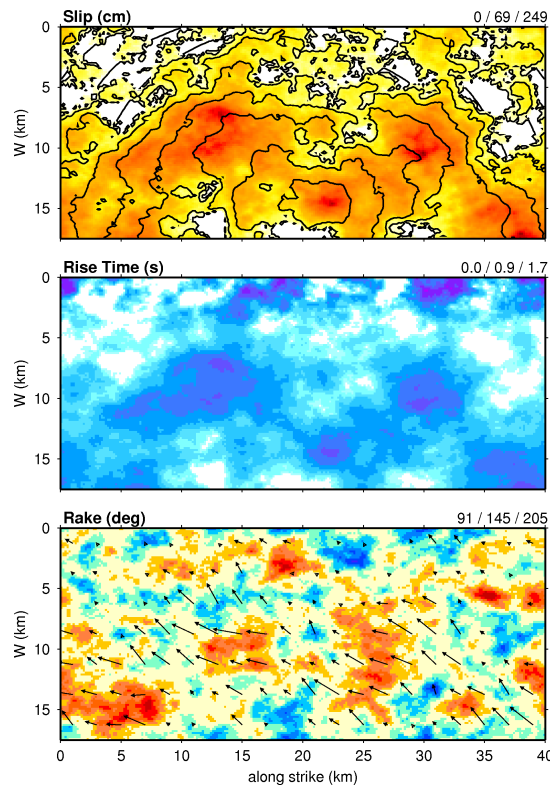 Slip (cm) 0 / 69 / 249
0
5
10
15
W (km)
Rise Time (s) 0.0 / 0.9 / 1.7
0
5
10
15
W (km)
Rake (deg) 91 / 145 / 205
0
5
10
15
W (km)
0 5 10 15 20 25 30 35 40
along strike (km)